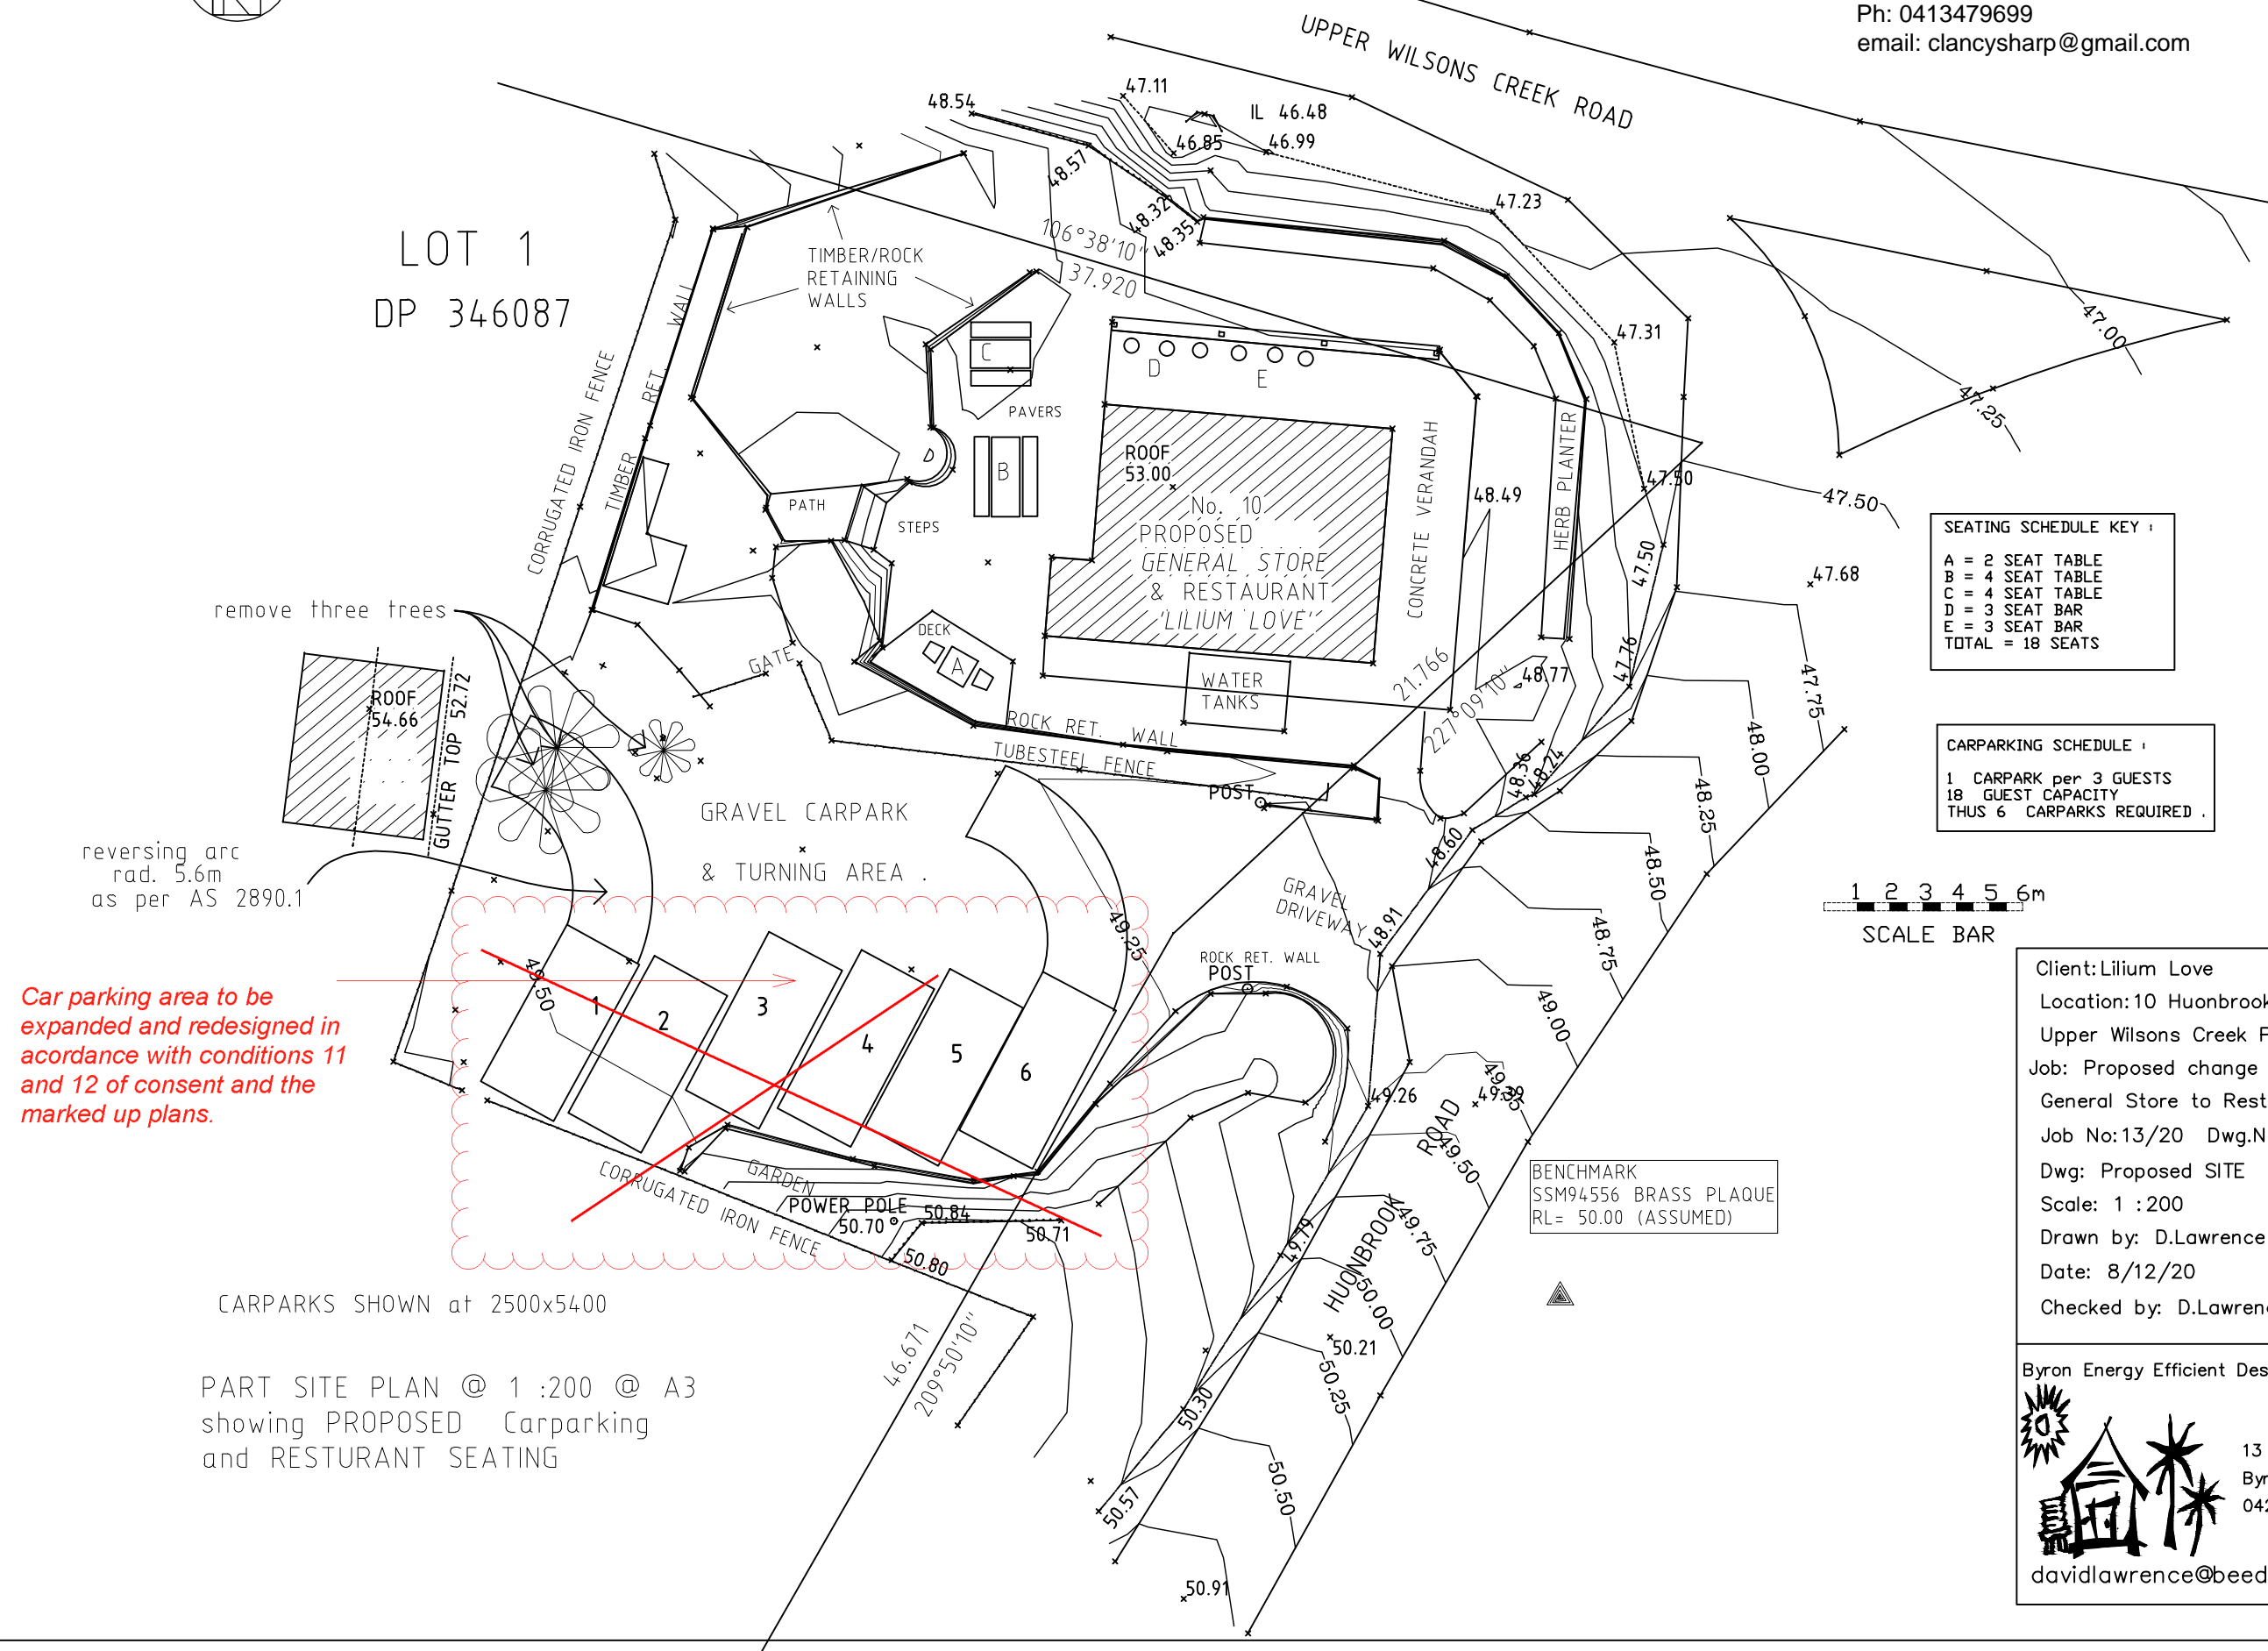 Ph: 0413479699
email: clancysharp@gmail.com
UPPER WILSONS CREEK ROAD
47.11
48.54
IL 46.48
46.85
46.99
48.57
48.32
48.35
47.23
106°38'10"
37.920
LOT 1
DP 346087
TIMBER/ROCK
RETAINING
WALLS
47.31
47.00
47.25
CORRUGATED IRON FENCE
TIMBER RET. WALL
C
D
E
PAVERS
B
ROOF
53.00
No. 10
PROPOSED
GENERAL STORE
& RESTAURANT
'LILIUM LOVE'
CONCRETE VERANDAH
HERB PLANTER
48.49
47.50
47.50
47.50
47.68
PATH
STEPS
SEATING SCHEDULE KEY :
A = 2 SEAT TABLE
B = 4 SEAT TABLE
C = 4 SEAT TABLE
D = 3 SEAT BAR
E = 3 SEAT BAR
TOTAL = 18 SEATS
remove three trees
DECK
A
GATE
WATER
TANKS
21.766
227°09'10"
48.77
47.76
47.75
ROOF
54.66
GUTTER TOP 52.72
ROCK RET. WALL
TUBESTEEL FENCE
POST
48.36
48.24
48.00
48.25
CARPARKING SCHEDULE :
1 CARPARK per 3 GUESTS
18 GUEST CAPACITY
THUS 6 CARPARKS REQUIRED .
GRAVEL CARPARK
& TURNING AREA .
reversing arc
rad. 5.6m
as per AS 2890.1
48.60
48.50
GRAVEL
DRIVEWAY
48.91
48.75
49.25
1 2 3 4 5 6m
SCALE BAR
ROCK RET. WALL
POST
49.50
1
2
3
4
5
6
49.00
Car parking area to be
expanded and redesigned in
acordance with conditions 11
and 12 of consent and the
marked up plans.
49.26
49.39
49.50
HUONBROOK ROAD
GARDEN
CORRUGATED IRON FENCE
POWER POLE
50.70
50.84
50.71
50.80
49.79
49.75
BENCHMARK
SSM94556 BRASS PLAQUE
RL= 50.00 (ASSUMED)
50.00
50.21
50.25
CARPARKS SHOWN at 2500x5400
46.671
209°50'10"
50.30
50.50
50.57
50.91
PART SITE PLAN @ 1 :200 @ A3
showing PROPOSED Carparking
and RESTURANT SEATING
Client: Lilium Love
Location: 10 Huonbrook
Upper Wilsons Creek
Job: Proposed change
General Store to Rest
Job No: 13/20 Dwg.N
Dwg: Proposed SITE
Scale: 1 :200
Drawn by: D.Lawrence
Date: 8/12/20
Checked by: D.Lawren
Byron Energy Efficient Des
13
Byr
042
davidlawrence@beed